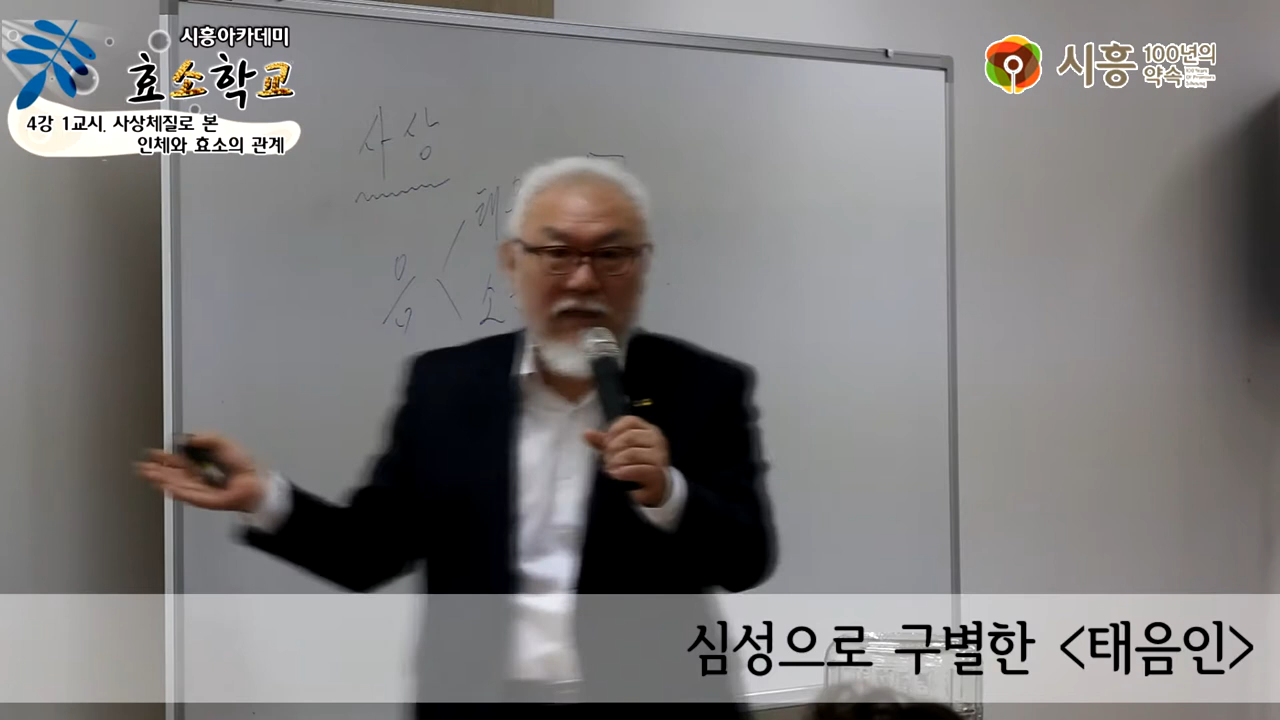 시흥아카데미
효소학교
4강 1교시. 사상체질로 본
인체와 효소의 관계
시흥
100년의
약속
사상
태
음
소
심성으로 구별한 <태음인>